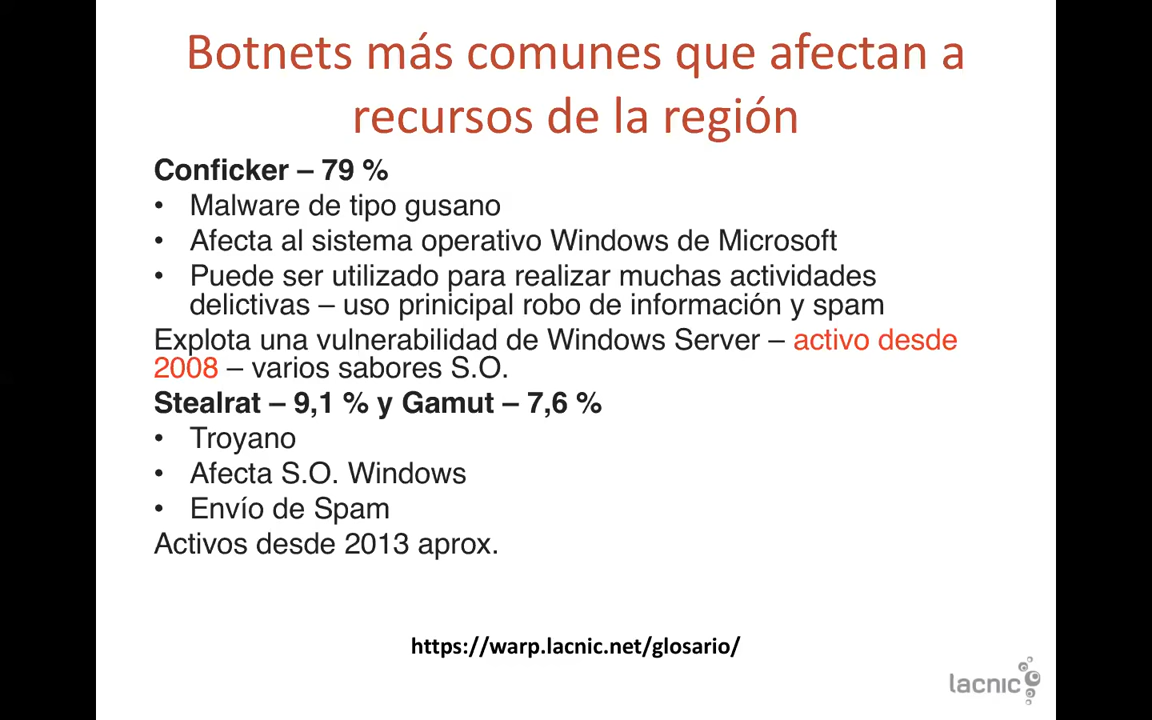 Botnets más comunes que afectan a
recursos de la región
Conficker – 79 %
• Malware de tipo gusano
• Afecta al sistema operativo Windows de Microsoft
• Puede ser utilizado para realizar muchas actividades
delictivas – uso prinicipal robo de información y spam
Explota una vulnerabilidad de Windows Server – activo desde
2008 – varios sabores S.O.
Stealrat – 9,1 % y Gamut – 7,6 %
• Troyano
• Afecta S.O. Windows
• Envío de Spam
Activos desde 2013 aprox.
https://warp.lacnic.net/glosario/
lacnic